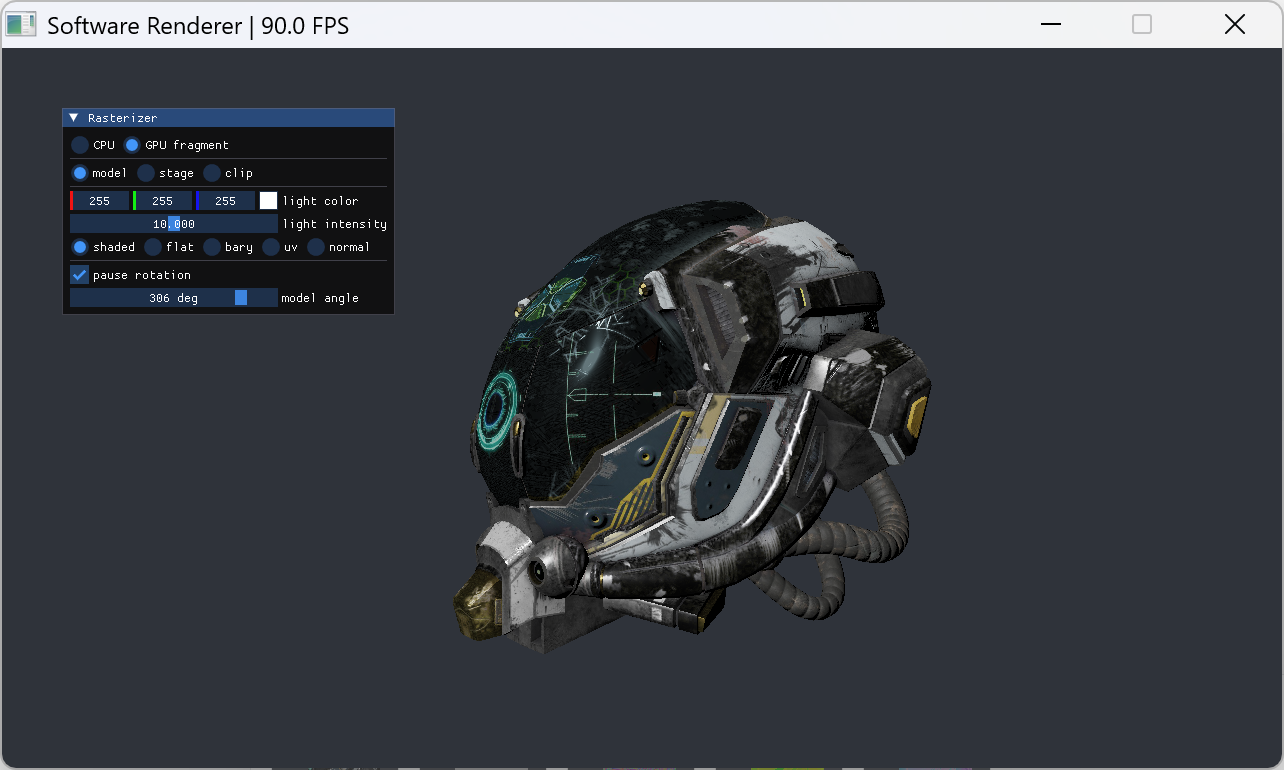 Software Renderer | 90.0 FPS
Rasterizer
CPU GPU fragment
model stage clip
255 255 255 light color
10.000 light intensity
shaded flat bary uv normal
pause rotation
306 deg model angle